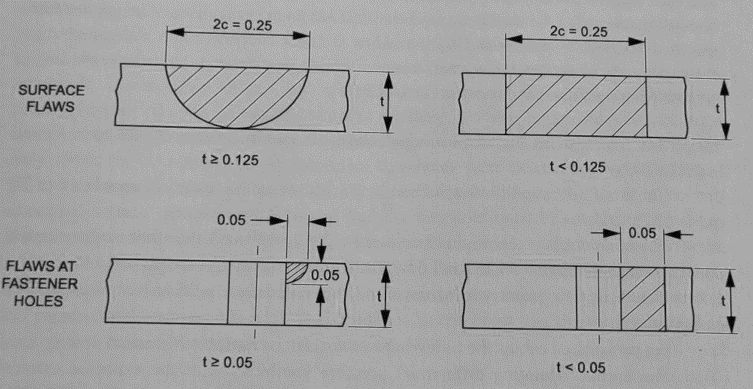 2c = 0.25
2c = 0.25
SURFACE
FLAWS
t
t
t ≥ 0.125
t < 0.125
0.05
0.05
FLAWS AT
FASTENER
HOLES
0.05
t
t
t ≥ 0.05
t < 0.05